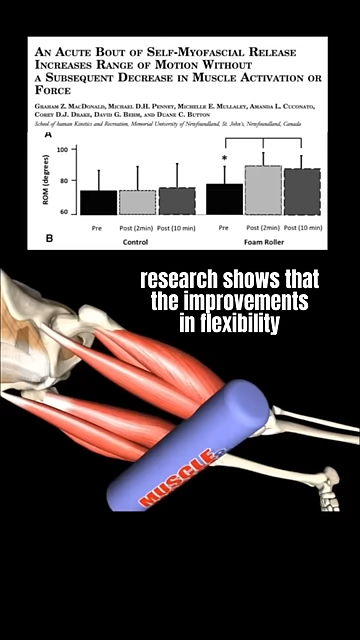 An Acute Bout of Self-Myofascial Release
Increases Range of Motion Without
a Subsequent Decrease in Muscle Activation or
Force
Graham Z. MacDonald, Michael D.H. Penney, Michelle E. Mullaley, Amanda L. Cuconato,
Corey D.J. Drake, David G. Behm, and Duane C. Button
School of human Kinetics and Recreation, Memorial University of Newfoundland, St. John's, Newfoundland, Canada
A
ROM (degrees)
100
80
60
*
Pre Post (2min) Post (10 min) Pre Post (2min) Post (10 min)
Control Foam Roller
B
research shows that
the improvements
in flexibility
MUSCLE